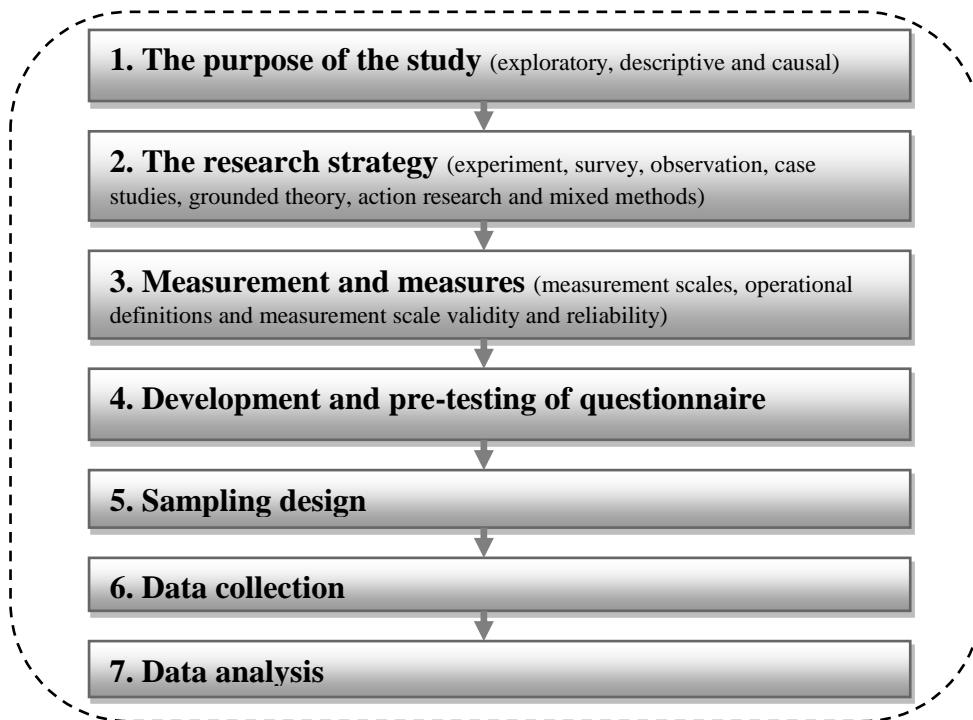 1. The purpose of the study (exploratory, descriptive and causal)
2. The research strategy (experiment, survey, observation, case
studies, grounded theory, action research and mixed methods)
3. Measurement and measures (measurement scales, operational
definitions and measurement scale validity and reliability)
4. Development and pre-testing of questionnaire
5. Sampling design
6. Data collection
7. Data analysis